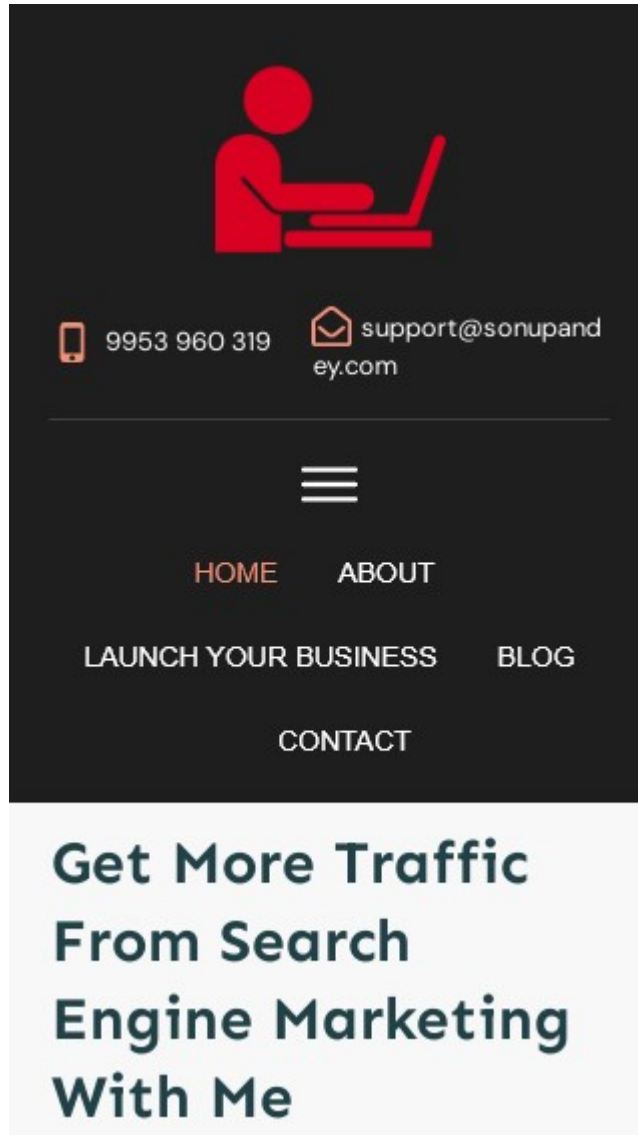 9953 960 319
support@sonupand
ey.com
HOME ABOUT
LAUNCH YOUR BUSINESS BLOG
CONTACT
Get More Traffic
From Search
Engine Marketing
With Me